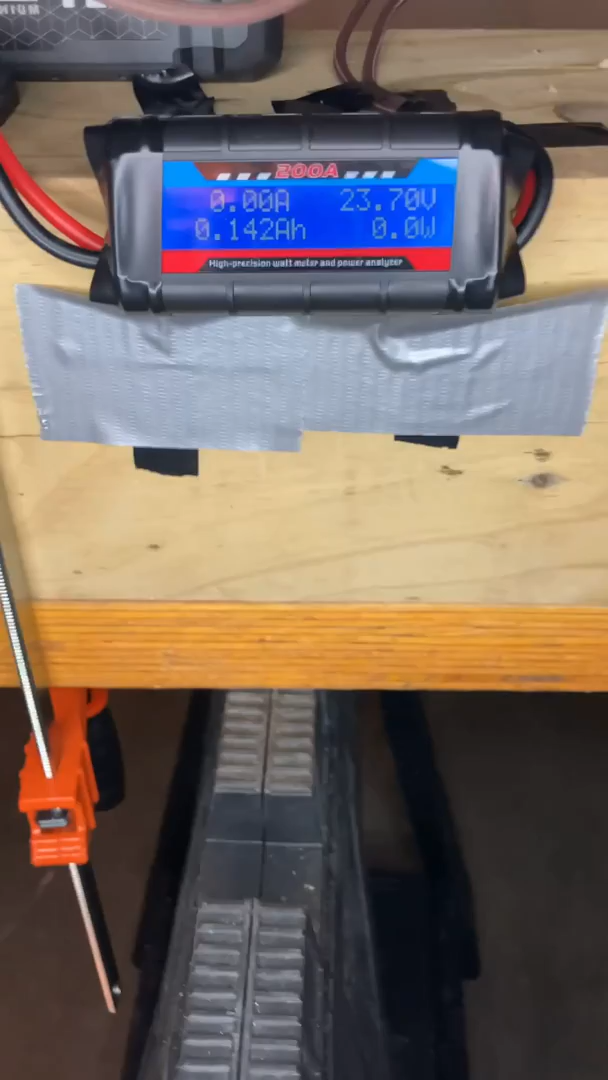 200A
0.00A 23.70V
0.142Ah 0.0W
High-precision watt meter and power analyzer